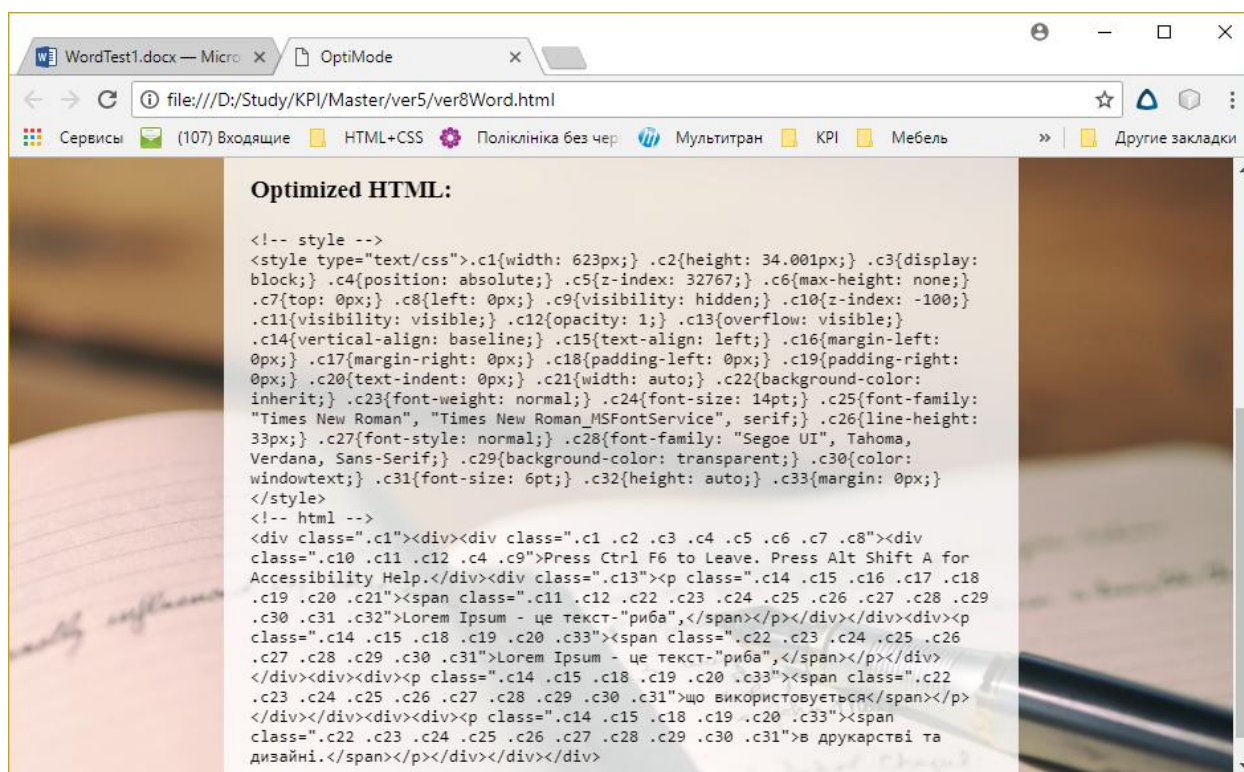 WordTest1.docx — Micro
OptiMode
file:///D:/Study/KPI/Master/ver5/ver8Word.html
Сервисы (107) Входящие HTML+CSS Поліклініка без чер Мультитран KPI Мебель » Другие закладки
Optimized HTML:
<!-- style -->
<style type="text/css">.c1{width: 623px;} .c2{height: 34.001px;} .c3{display:
block;} .c4{position: absolute;} .c5{z-index: 32767;} .c6{max-height: none;}
.c7{top: 0px;} .c8{left: 0px;} .c9{visibility: hidden;} .c10{z-index: -100;}
.c11{visibility: visible;} .c12{opacity: 1;} .c13{overflow: visible;}
.c14{vertical-align: baseline;} .c15{text-align: left;} .c16{margin-left:
0px;} .c17{margin-right: 0px;} .c18{padding-left: 0px;} .c19{padding-right:
0px;} .c20{text-indent: 0px;} .c21{width: auto;} .c22{background-color:
inherit;} .c23{font-weight: normal;} .c24{font-size: 14pt;} .c25{font-family:
"Times New Roman", "Times New Roman_MSFontService", serif;} .c26{line-height:
33px;} .c27{font-style: normal;} .c28{font-family: "Segoe UI", Tahoma,
Verdana, Sans-Serif;} .c29{background-color: transparent;} .c30{color:
windowtext;} .c31{font-size: 6pt;} .c32{height: auto;} .c33{margin: 0px;}
</style>
<!-- html -->
<div class=".c1"><div><div class=".c1 .c2 .c3 .c4 .c5 .c6 .c7 .c8"><div
class=".c10 .c11 .c12 .c4 .c9">Press Ctrl F6 to Leave. Press Alt Shift A for
Accessibility Help.</div><div class=".c13"><p class=".c14 .c15 .c16 .c17 .c18
.c19 .c20 .c21"><span class=".c11 .c12 .c22 .c23 .c24 .c25 .c26 .c27 .c28 .c29
.c30 .c31 .c32">Lorem Ipsum - це текст-"риба",</span></p></div></div><div><p
class=".c14 .c15 .c18 .c19 .c20 .c33"><span class=".c22 .c23 .c24 .c25 .c26
.c27 .c28 .c29 .c30 .c31">Lorem Ipsum - це текст-"риба",</span></p></div>
</div><div><div><p class=".c14 .c15 .c18 .c19 .c20 .c33"><span class=".c22
.c23 .c24 .c25 .c26 .c27 .c28 .c29 .c30 .c31">що використовується</span></p>
</div></div><div><div><p class=".c14 .c15 .c18 .c19 .c20 .c33"><span
class=".c22 .c23 .c24 .c25 .c26 .c27 .c28 .c29 .c30 .c31">в друкарстві та
дизайні.</span></p></div></div></div>